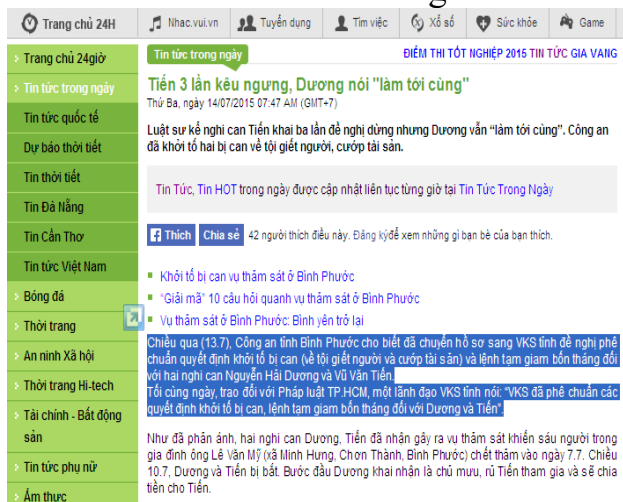 Trang chủ 24H
Nhac.vui.vn
Tuyển dụng
Tìm việc
Xổ số
Sức khỏe
Game
Trang chủ 24giờ
Tin tức trong ngày
Tin tức quốc tế
Dự báo thời tiết
Tin thời tiết
Tin Đà Nẵng
Tin Cần Thơ
Tin tức Việt Nam
Bóng đá
Thời trang
An ninh Xã hội
Thời trang Hi-tech
Tài chính - Bất động
sản
Tin tức phụ nữ
Ẩm thực
Tin tức trong ngày
ĐIỂM THI TỐT NGHIỆP 2015 TIN TỨC GIA VANG
Tiến 3 lần kêu ngưng, Dương nói "làm tới cùng"
Thứ Ba, ngày 14/07/2015 07:47 AM (GMT+7)
Luật sư kể nghi can Tiến khai ba lần đề nghị dừng nhưng Dương vẫn “làm tới cùng”. Công an
đã khởi tố hai bị can về tội giết người, cướp tài sản.
Tin Tức, Tin HOT trong ngày được cập nhật liên tục từng giờ tại Tin Tức Trong Ngày
Thích Chia sẻ 42 người thích điều này. Đăng ký để xem những gì bạn bè của bạn thích.
Khởi tố bị can vụ thảm sát ở Bình Phước
“Giải mã” 10 câu hỏi quanh vụ thảm sát ở Bình Phước
Vụ thảm sát ở Bình Phước: Bình yên trở lại
Chiều qua (13.7), Công an tỉnh Bình Phước cho biết đã chuyển hồ sơ sang VKS tỉnh đề nghị phê
chuẩn quyết định khởi tố bị can (về tội giết người và cướp tài sản) và lệnh tạm giam bốn tháng đối
với hai nghi can Nguyễn Hải Dương và Vũ Văn Tiến.
Tối cùng ngày, trao đổi với Pháp luật TP.HCM, một lãnh đạo VKS tỉnh nói: “VKS đã phê chuẩn các
quyết định khởi tố bị can, lệnh tạm giam bốn tháng đối với Dương và Tiến”.
Như đã phản ánh, hai nghi can Dương, Tiến đã nhận gây ra vụ thảm sát khiến sáu người trong
gia đình ông Lê Văn Mỹ (xã Minh Hưng, Chơn Thành, Bình Phước) chết thảm vào ngày 7.7. Chiều
10.7, Dương và Tiến bị bắt. Bước đầu Dương khai nhận là chủ mưu, rủ Tiến tham gia và sẽ chia
tiền cho Tiến.